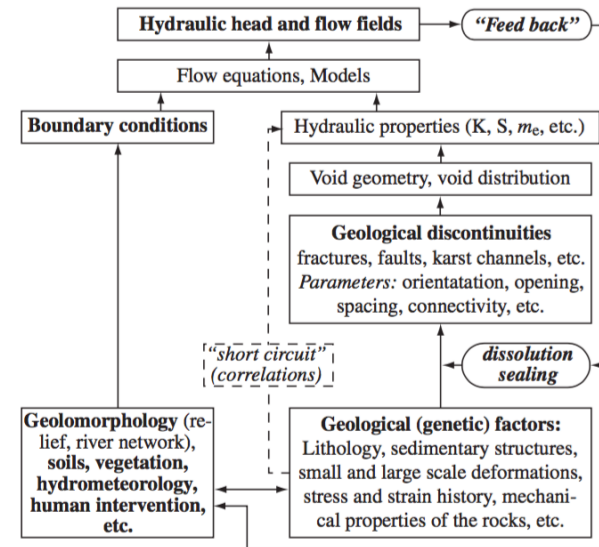 Hydraulic head and flow fields
“Feed back”
Flow equations, Models
Boundary conditions
Hydraulic properties (K, S, me, etc.)
Void geometry, void distribution
Geological discontinuities
fractures, faults, karst channels, etc.
Parameters: orientatation, opening,
spacing, connectivity, etc.
“short circuit”
(correlations)
dissolution
sealing
Geolomorphology (re-
lief, river network),
soils, vegetation,
hydrometeorology,
human intervention,
etc.
Geological (genetic) factors:
Lithology, sedimentary structures,
small and large scale deformations,
stress and strain history, mechani-
cal properties of the rocks, etc.